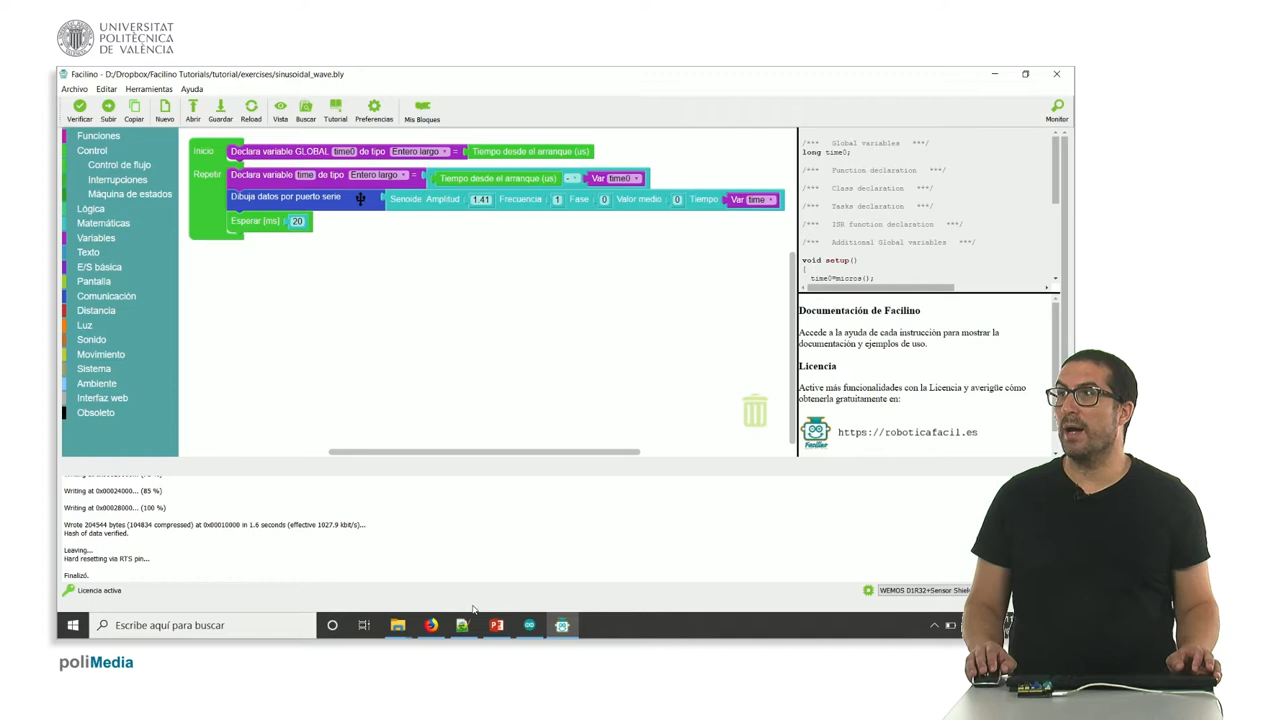 UNIVERSITAT
POLITÈCNICA
DE VALÈNCIA
Facilino - D:/Dropbox/Facilino Tutorials/tutorial/exercises/sinusoidal_wave.bly
Archivo Editar Herramientas Ayuda
Verificar Subir Copiar Nuevo Abrir Guardar Reload Vista Buscar Tutorial Preferencias Mis Bloques Monitor
Funciones
Control
Control de flujo
Interrupciones
Máquina de estados
Lógica
Matemáticas
Variables
Texto
E/S básica
Pantalla
Comunicación
Distancia
Luz
Sonido
Movimiento
Sistema
Ambiente
Interfaz web
Obsoleto
Inicio Declara variable GLOBAL time0 de tipo Entero largo = Tiempo desde el arranque (us)
Repetir Declara variable time de tipo Entero largo = Tiempo desde el arranque (us) - Var time0
Dibuja datos por puerto serie Senoide Amplitud 1.41 Frecuencia 1 Fase 0 Valor medio 0 Tiempo Var time
Esperar [ms] 20
/*** Global variables ***/
long time0;
/*** Function declaration ***/
/*** Class declaration ***/
/*** Tasks declaration ***/
/*** ISR function declaration ***/
/*** Additional Global variables ***/
void setup()
{
time0=micros();
Documentación de Facilino
Accede a la ayuda de cada instrucción para mostrar la
documentación y ejemplos de uso.
Licencia
Active más funcionalidades con la Licencia y averigüe cómo
obtenerla gratuitamente en:
Facilino
https://roboticafacil.es
Writing at 0x00024000... (85 %)
Writing at 0x00028000... (100 %)
Wrote 204544 bytes (104834 compressed) at 0x00010000 in 1.6 seconds (effective 1027.9 kbit/s)...
Hash of data verified.
Leaving...
Hard resetting via RTS pin...
Finalizó.
Licencia activa
WEMOS D1R32+Sensor Shield
Escribe aquí para buscar
poliMedia